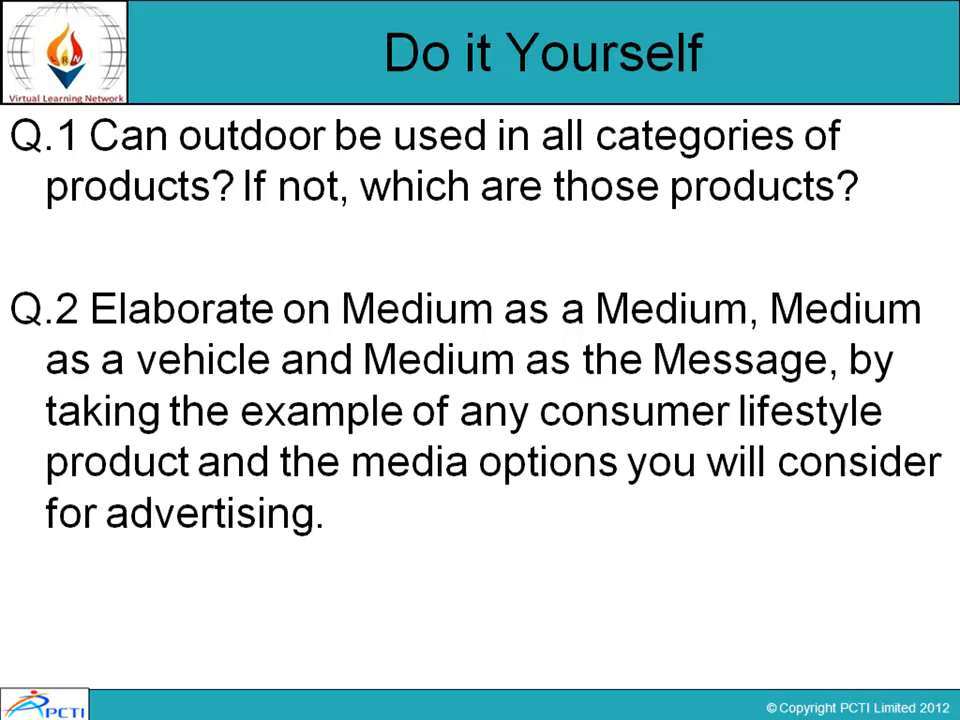 Do it Yourself
RN
Virtual Learning Network
Q.1 Can outdoor be used in all categories of
products? If not, which are those products?
Q.2 Elaborate on Medium as a Medium, Medium
as a vehicle and Medium as the Message, by
taking the example of any consumer lifestyle
product and the media options you will consider
for advertising.
PCTI
© Copyright PCTI Limited 2012